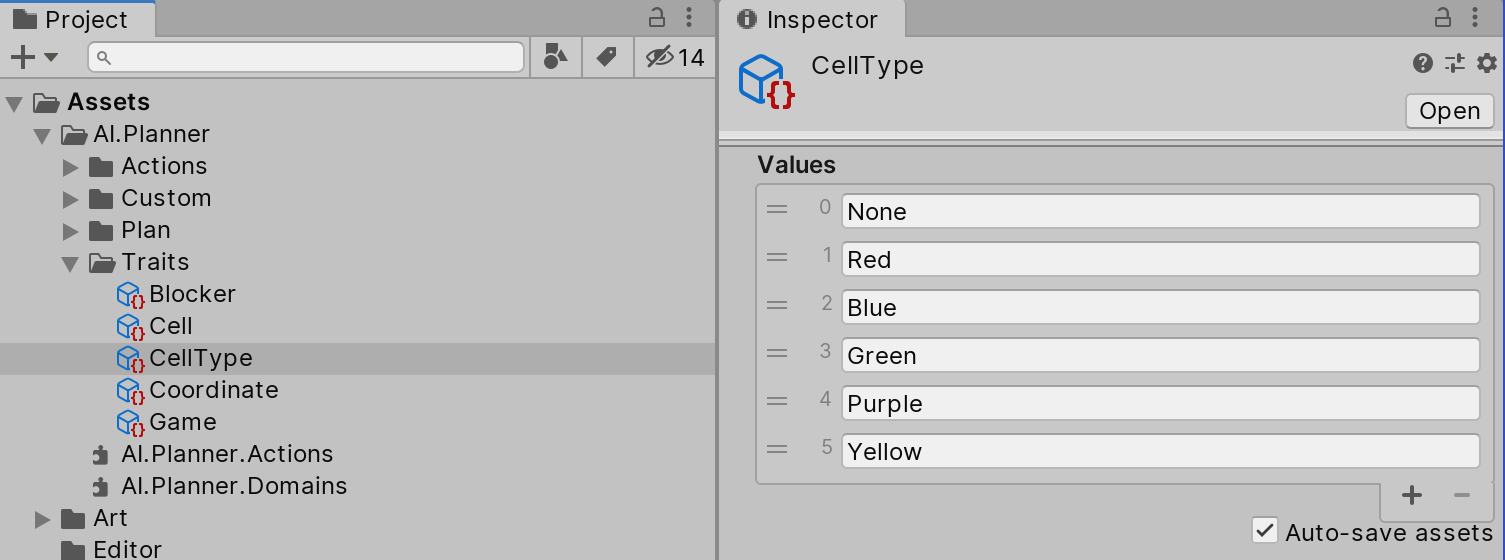 Project
14
Assets
AI.Planner
Actions
Custom
Plan
Traits
Blocker
Cell
CellType
Coordinate
Game
AI.Planner.Actions
AI.Planner.Domains
Art
Editor
Inspector
CellType
Open
Values
0 None
1 Red
2 Blue
3 Green
4 Purple
5 Yellow
Auto-save assets